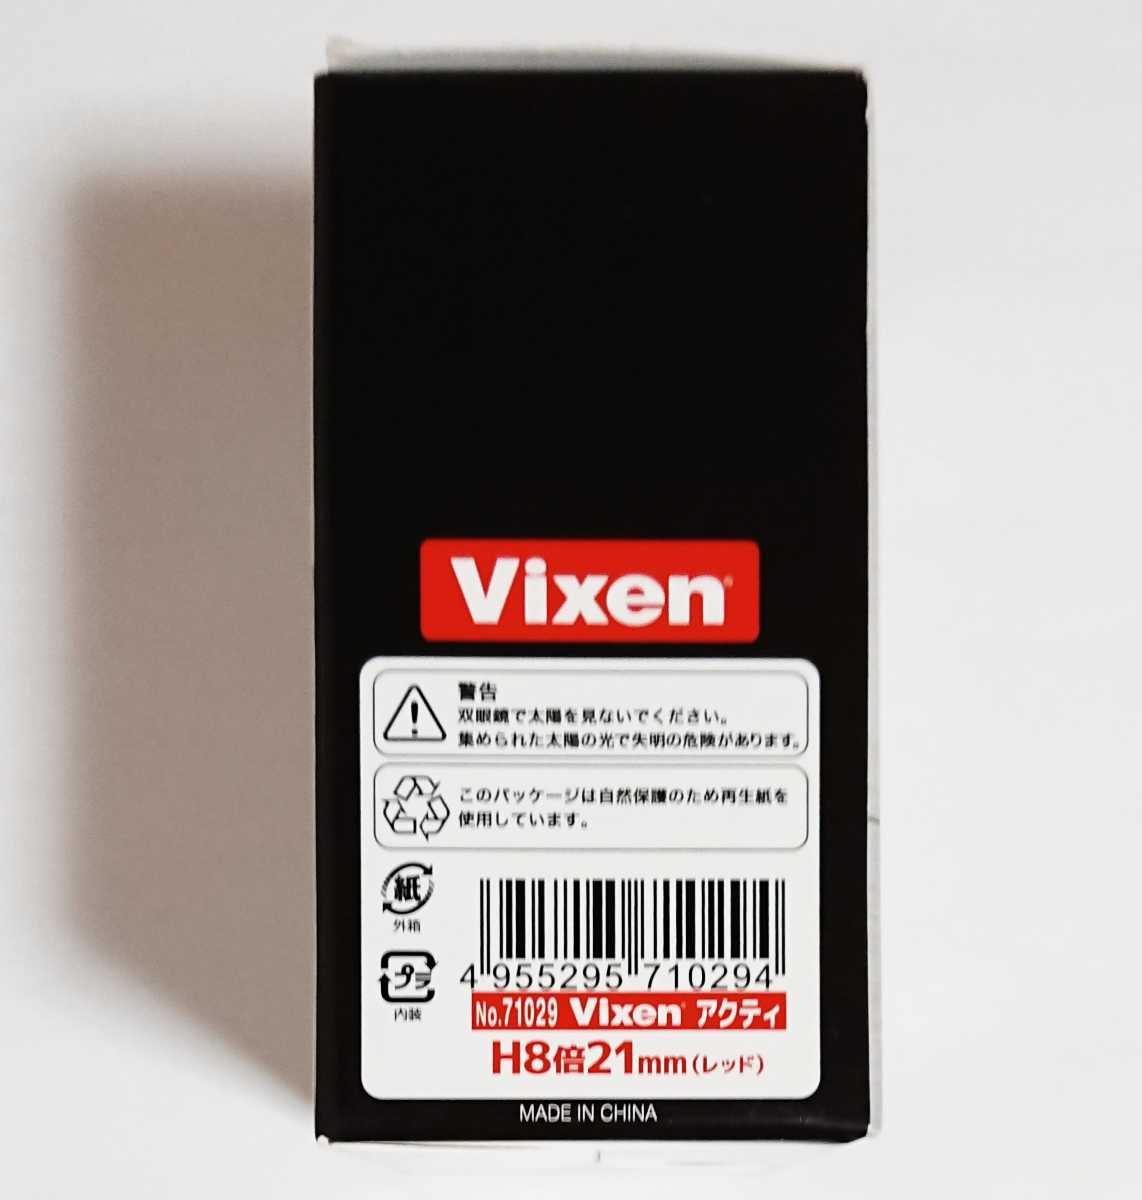 Vixen
警告
双眼鏡で太陽を見ないでください。
集められた太陽の光で失明の危険があります。
このパッケージは自然保護のため再生紙を
使用しています。
紙
外箱
プラ
内装
4 955295 710294
No.71029 Vixen アクティ
H8倍21mm(レッド)
MADE IN CHINA